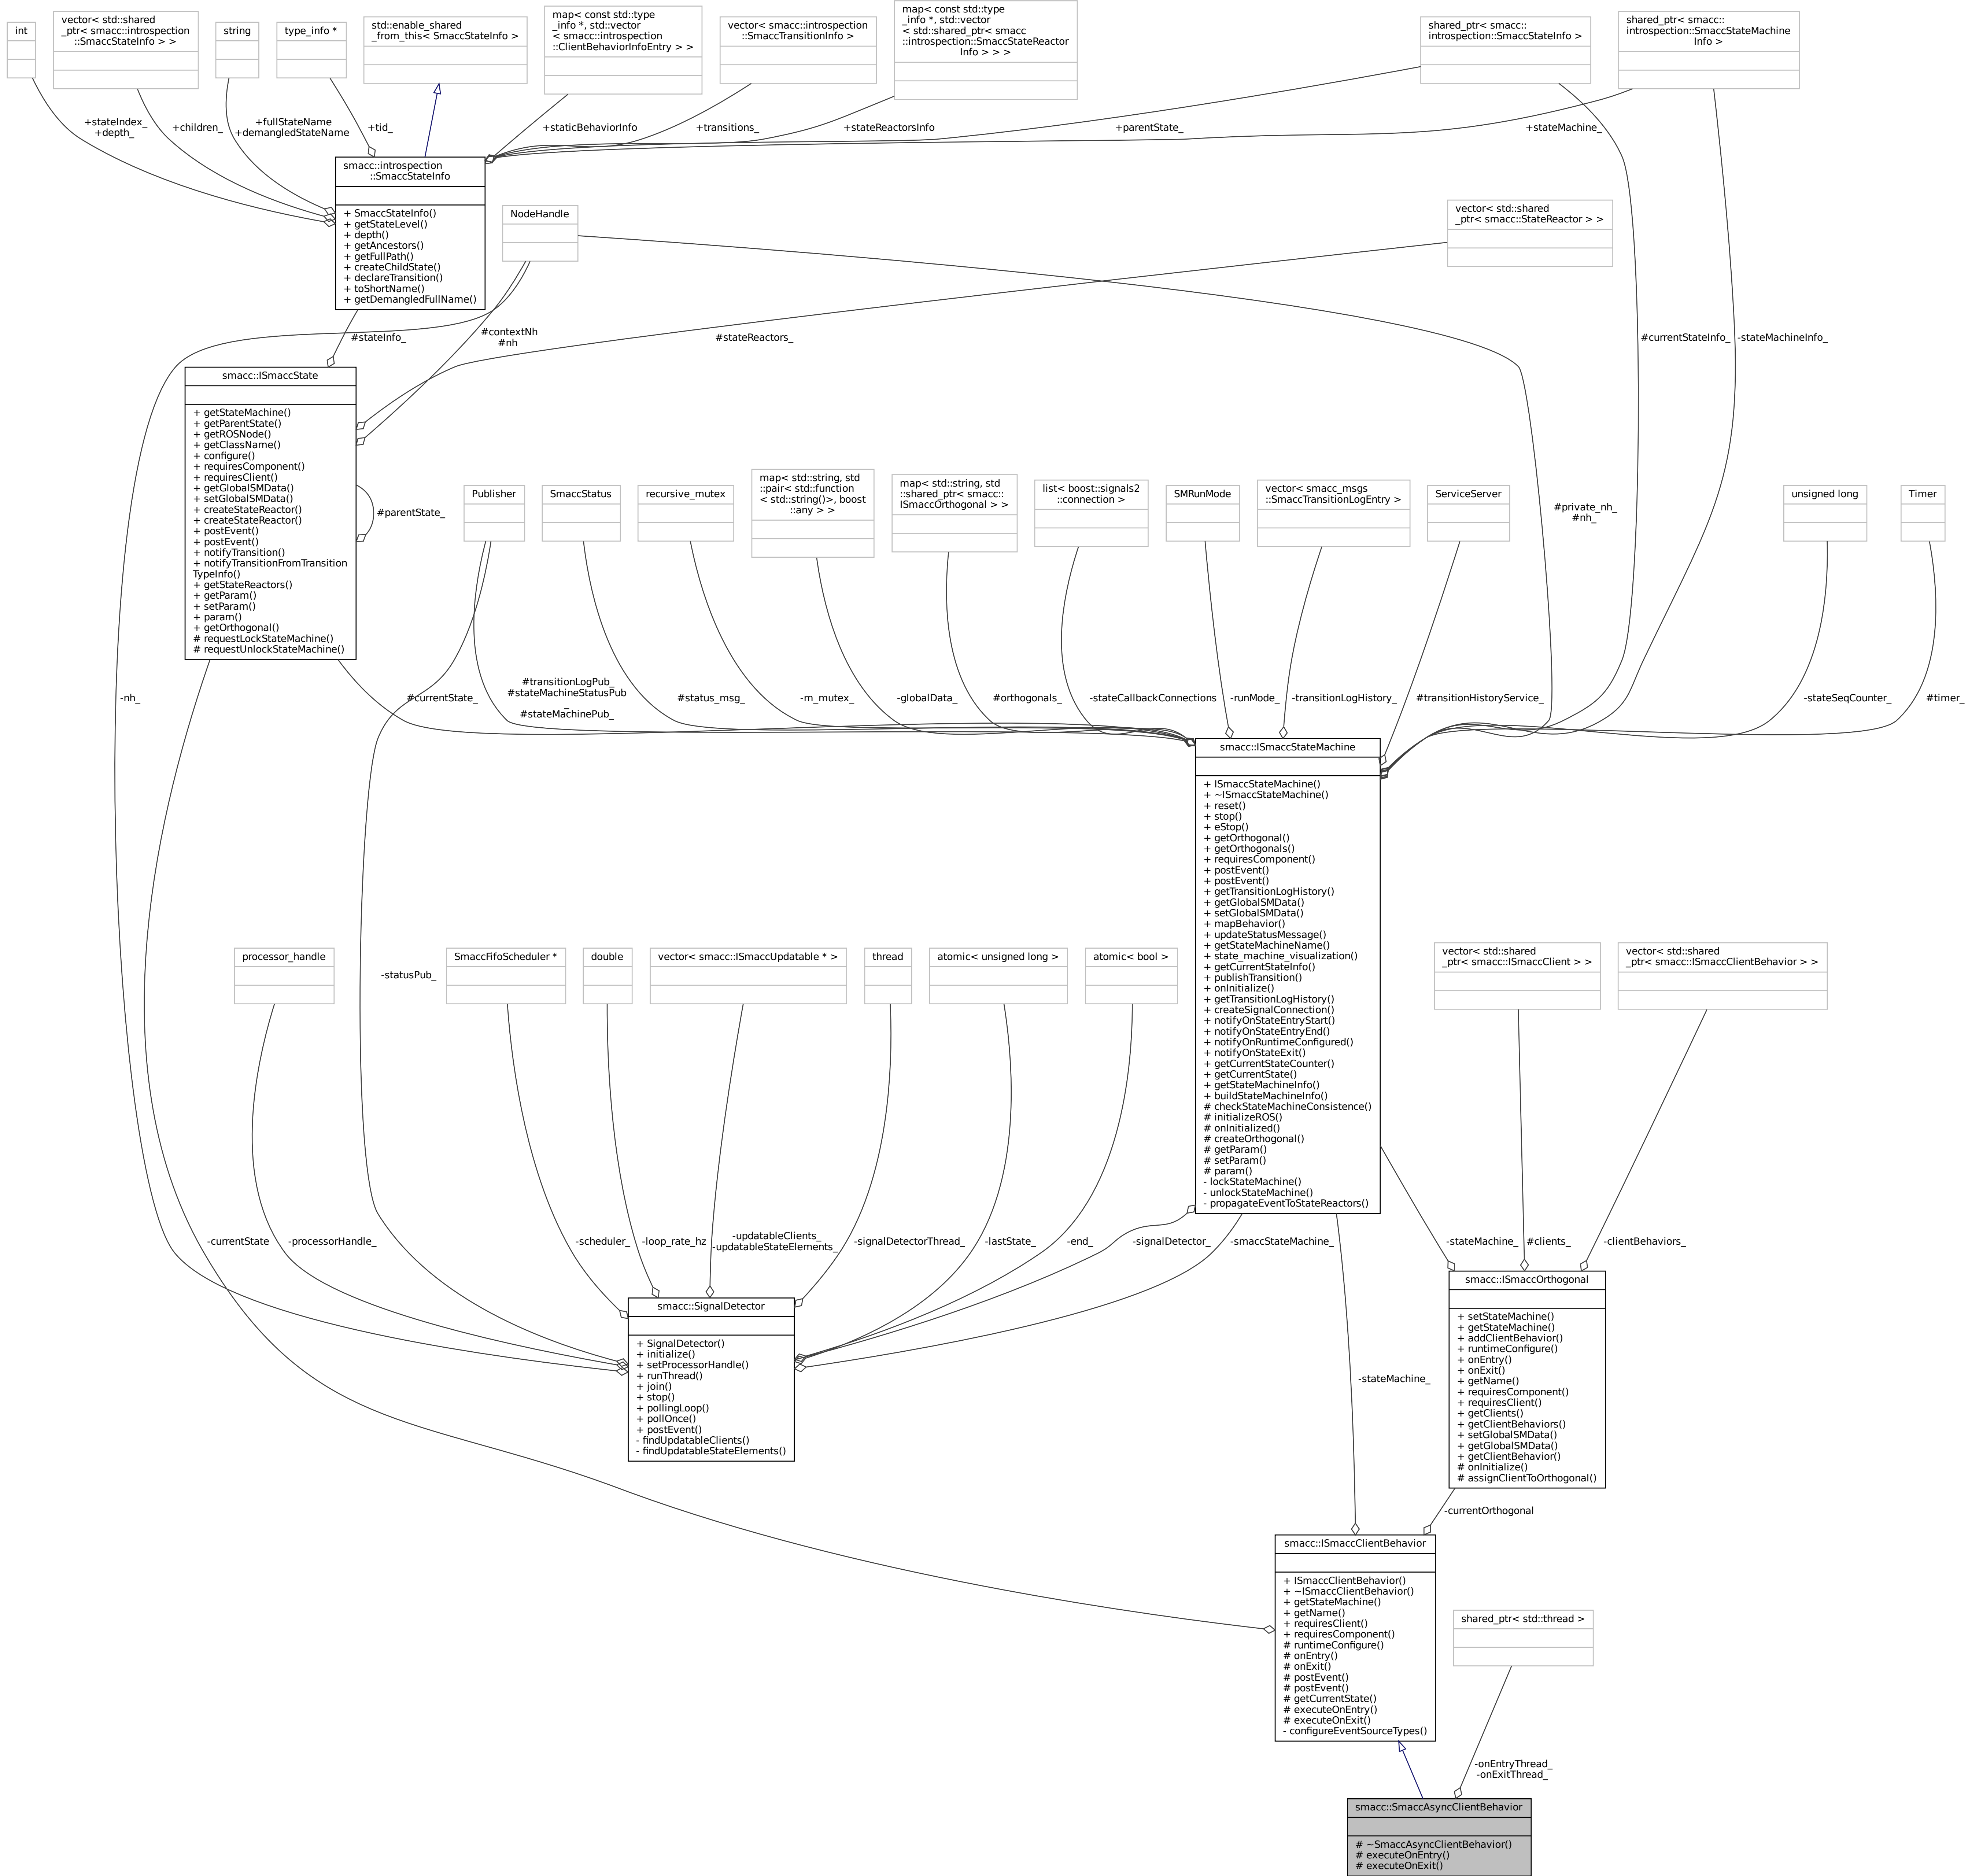 int
vector< std::shared
_ptr< smacc::introspection
::SmaccStateInfo > >
string
type_info *
std::enable_shared
_from_this< SmaccStateInfo >
map< const std::type
_info *, std::vector
< smacc::introspection
::ClientBehaviorInfoEntry > >
vector< smacc::introspection
::SmaccTransitionInfo >
map< const std::type
_info *, std::vector
< std::shared_ptr< smacc
::introspection::SmaccStateReactor
Info > > >
shared_ptr< smacc::
introspection::SmaccStateInfo >
shared_ptr< smacc::
introspection::SmaccStateMachine
Info >
+stateIndex_
+depth_
+children_
+fullStateName
+demangledStateName
+tid_
+staticBehaviorInfo
+transitions_
+stateReactorsInfo
+parentState_
+stateMachine_
smacc::introspection
::SmaccStateInfo
+ SmaccStateInfo()
+ getStateLevel()
+ depth()
+ getAncestors()
+ getFullPath()
+ createChildState()
+ declareTransition()
+ toShortName()
+ getDemangledFullName()
NodeHandle
vector< std::shared
_ptr< smacc::StateReactor > >
#stateInfo_
#contextNh
#nh
#stateReactors_
#currentStateInfo_
-stateMachineInfo_
smacc::ISmaccState
+ getStateMachine()
+ getParentState()
+ getROSNode()
+ getClassName()
+ configure()
+ requiresComponent()
+ requiresClient()
+ getGlobalSMData()
+ setGlobalSMData()
+ createStateReactor()
+ createStateReactor()
+ postEvent()
+ postEvent()
+ notifyTransition()
+ notifyTransitionFromTransition
TypeInfo()
+ getStateReactors()
+ getParam()
+ setParam()
+ param()
+ getOrthogonal()
# requestLockStateMachine()
# requestUnlockStateMachine()
#parentState_
Publisher
SmaccStatus
recursive_mutex
map< std::string, std
::pair< std::function
< std::string()>, boost
::any > >
map< std::string, std
::shared_ptr< smacc::
ISmaccOrthogonal > >
list< boost::signals2
::connection >
SMRunMode
vector< smacc_msgs
::SmaccTransitionLogEntry >
ServiceServer
#private_nh_
#nh_
unsigned long
Timer
-nh_
#currentState_
#transitionLogPub_
#stateMachineStatusPub
_
#stateMachinePub_
#status_msg_
-m_mutex_
-globalData_
#orthogonals_
-stateCallbackConnections
-runMode_
-transitionLogHistory_
#transitionHistoryService_
-stateSeqCounter_
#timer_
smacc::ISmaccStateMachine
+ ISmaccStateMachine()
+ ~ISmaccStateMachine()
+ reset()
+ stop()
+ eStop()
+ getOrthogonal()
+ getOrthogonals()
+ requiresComponent()
+ postEvent()
+ postEvent()
+ getTransitionLogHistory()
+ getGlobalSMData()
+ setGlobalSMData()
+ mapBehavior()
+ updateStatusMessage()
+ getStateMachineName()
+ state_machine_visualization()
+ getCurrentStateInfo()
+ publishTransition()
+ onInitialize()
+ getTransitionLogHistory()
+ createSignalConnection()
+ notifyOnStateEntryStart()
+ notifyOnStateEntryEnd()
+ notifyOnRuntimeConfigured()
+ notifyOnStateExit()
+ getCurrentStateCounter()
+ getCurrentState()
+ getStateMachineInfo()
+ buildStateMachineInfo()
# checkStateMachineConsistence()
# initializeROS()
# onInitialized()
# createOrthogonal()
# getParam()
# setParam()
# param()
- lockStateMachine()
- unlockStateMachine()
- propagateEventToStateReactors()
processor_handle
-statusPub_
SmaccFifoScheduler *
double
vector< smacc::ISmaccUpdatable * >
thread
atomic< unsigned long >
atomic< bool >
vector< std::shared
_ptr< smacc::ISmaccClient > >
vector< std::shared
_ptr< smacc::ISmaccClientBehavior > >
-currentState
-processorHandle_
-scheduler_
-loop_rate_hz
-updatableClients_
-updatableStateElements_
-signalDetectorThread_
-lastState_
-end_
-signalDetector_
-smaccStateMachine_
-stateMachine_
#clients_
-clientBehaviors_
smacc::SignalDetector
+ SignalDetector()
+ initialize()
+ setProcessorHandle()
+ runThread()
+ join()
+ stop()
+ pollingLoop()
+ pollOnce()
+ postEvent()
- findUpdatableClients()
- findUpdatableStateElements()
-stateMachine_
smacc::ISmaccOrthogonal
+ setStateMachine()
+ getStateMachine()
+ addClientBehavior()
+ runtimeConfigure()
+ onEntry()
+ onExit()
+ getName()
+ requiresComponent()
+ requiresClient()
+ getClients()
+ getClientBehaviors()
+ setGlobalSMData()
+ getGlobalSMData()
+ getClientBehavior()
# onInitialize()
# assignClientToOrthogonal()
-currentOrthogonal
smacc::ISmaccClientBehavior
+ ISmaccClientBehavior()
+ ~ISmaccClientBehavior()
+ getStateMachine()
+ getName()
+ requiresClient()
+ requiresComponent()
# runtimeConfigure()
# onEntry()
# onExit()
# postEvent()
# postEvent()
# getCurrentState()
# executeOnEntry()
# executeOnExit()
- configureEventSourceTypes()
shared_ptr< std::thread >
-onEntryThread_
-onExitThread_
smacc::SmaccAsyncClientBehavior
# ~SmaccAsyncClientBehavior()
# executeOnEntry()
# executeOnExit()